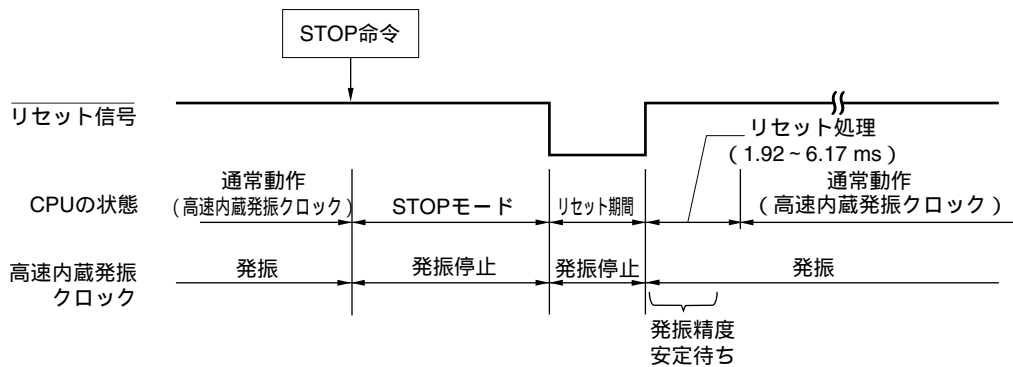 STOP命令
リセット信号
リセット処理
(1.92~6.17 ms)
CPUの状態
通常動作
(高速内蔵発振クロック)
STOPモード
リセット期間
通常動作
(高速内蔵発振クロック)
高速内蔵発振
クロック
発振
発振停止
発振停止
発振
発振精度
安定待ち